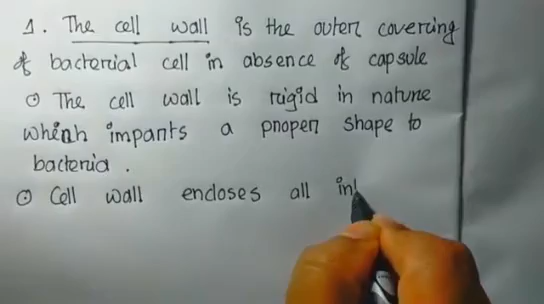 1. The cell wall is the outer covering
of bacterial cell in absence of capsule
⊙ The cell wall is rigid in nature
which imparts a proper shape to
bacteria.
⊙ Cell wall encloses all